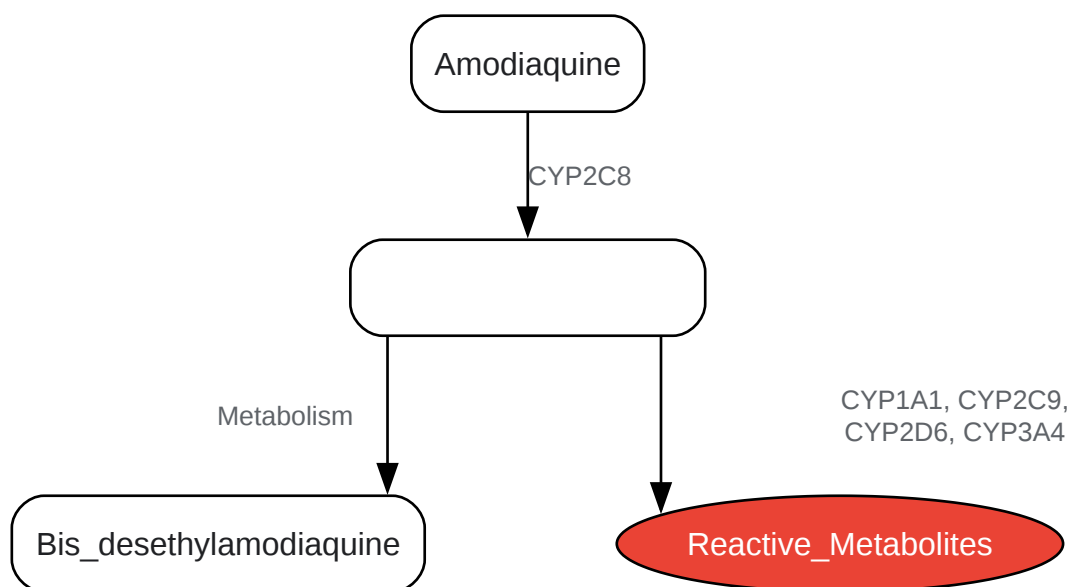 Amodiaquine
CYP2C8
Metabolism
CYP1A1, CYP2C9,
CYP2D6, CYP3A4
Bis_desethylamodiaquine
Reactive_Metabolites